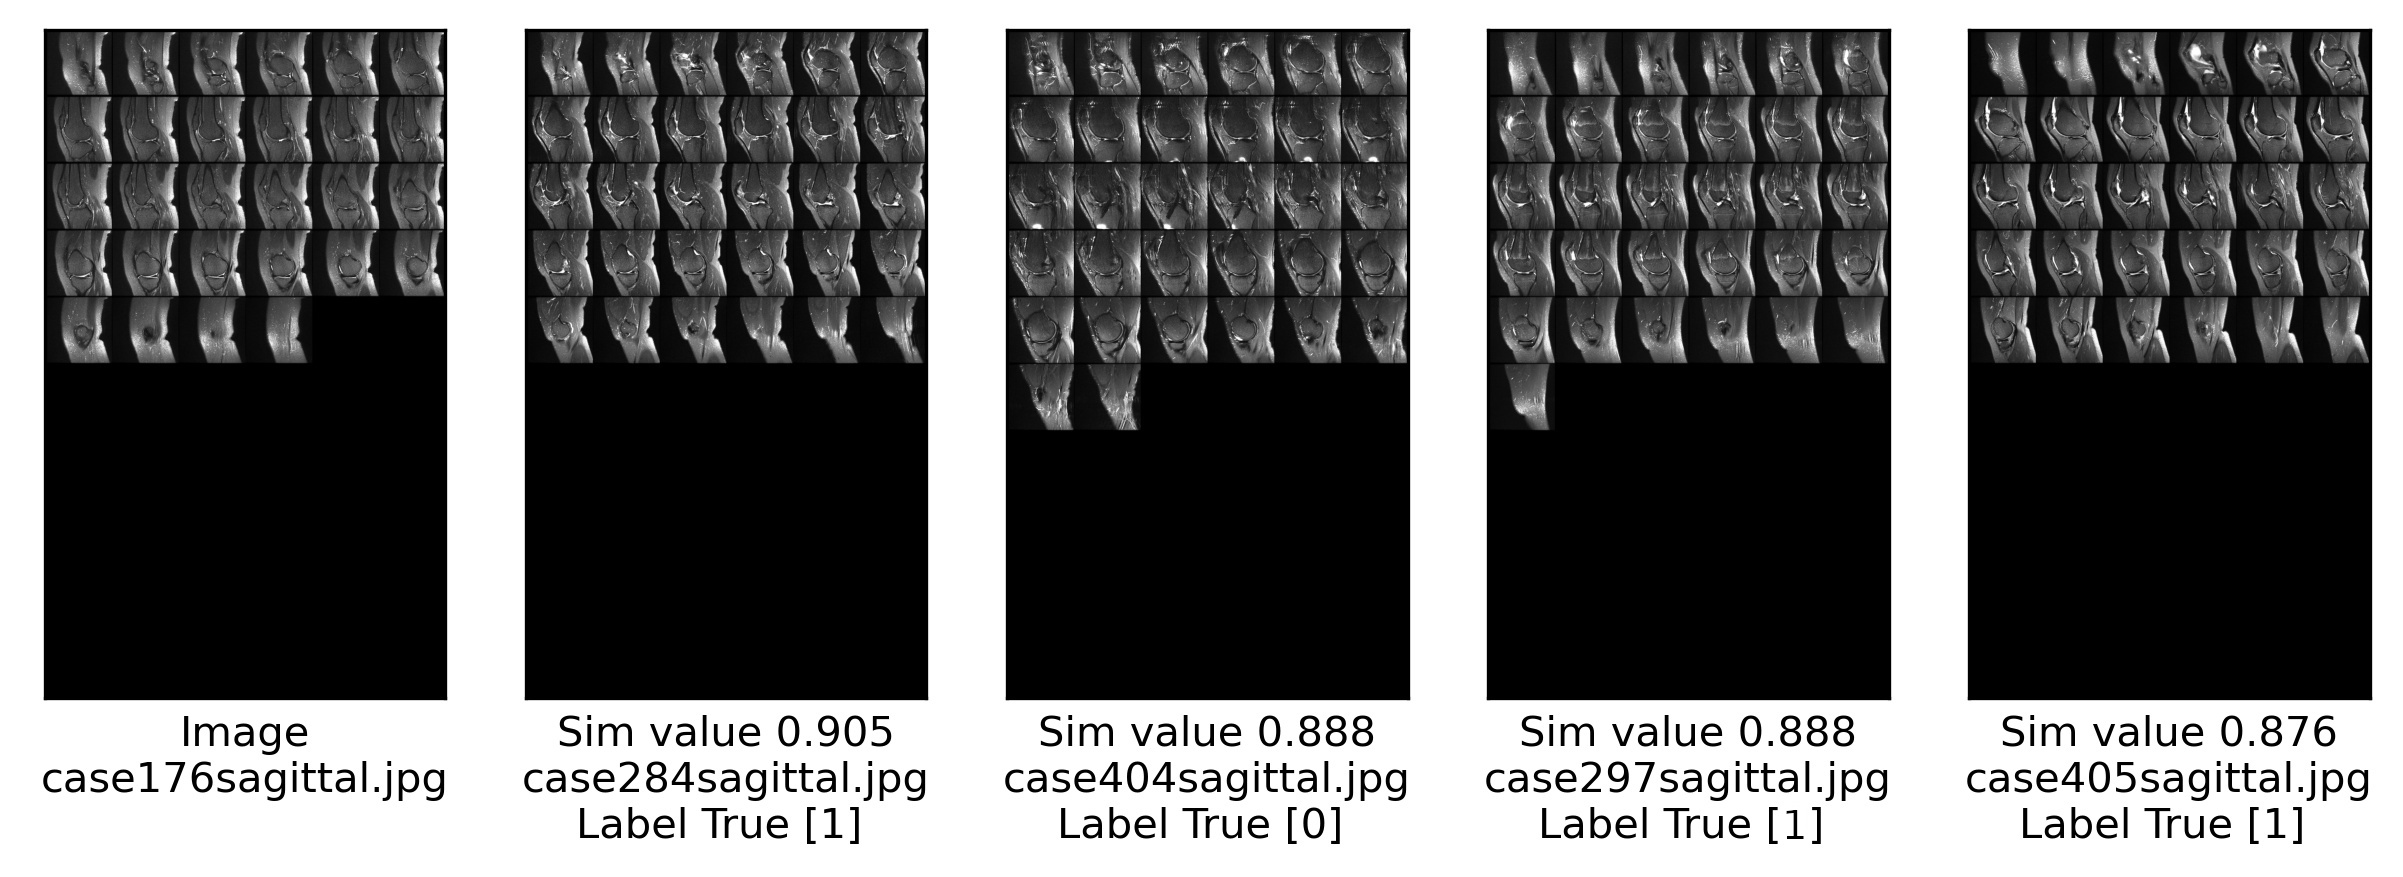 Image
case176sagittal.jpg
Sim value 0.905
case284sagittal.jpg
Label True [1]
Sim value 0.888
case404sagittal.jpg
Label True [0]
Sim value 0.888
case297sagittal.jpg
Label True [1]
Sim value 0.876
case405sagittal.jpg
Label True [1]